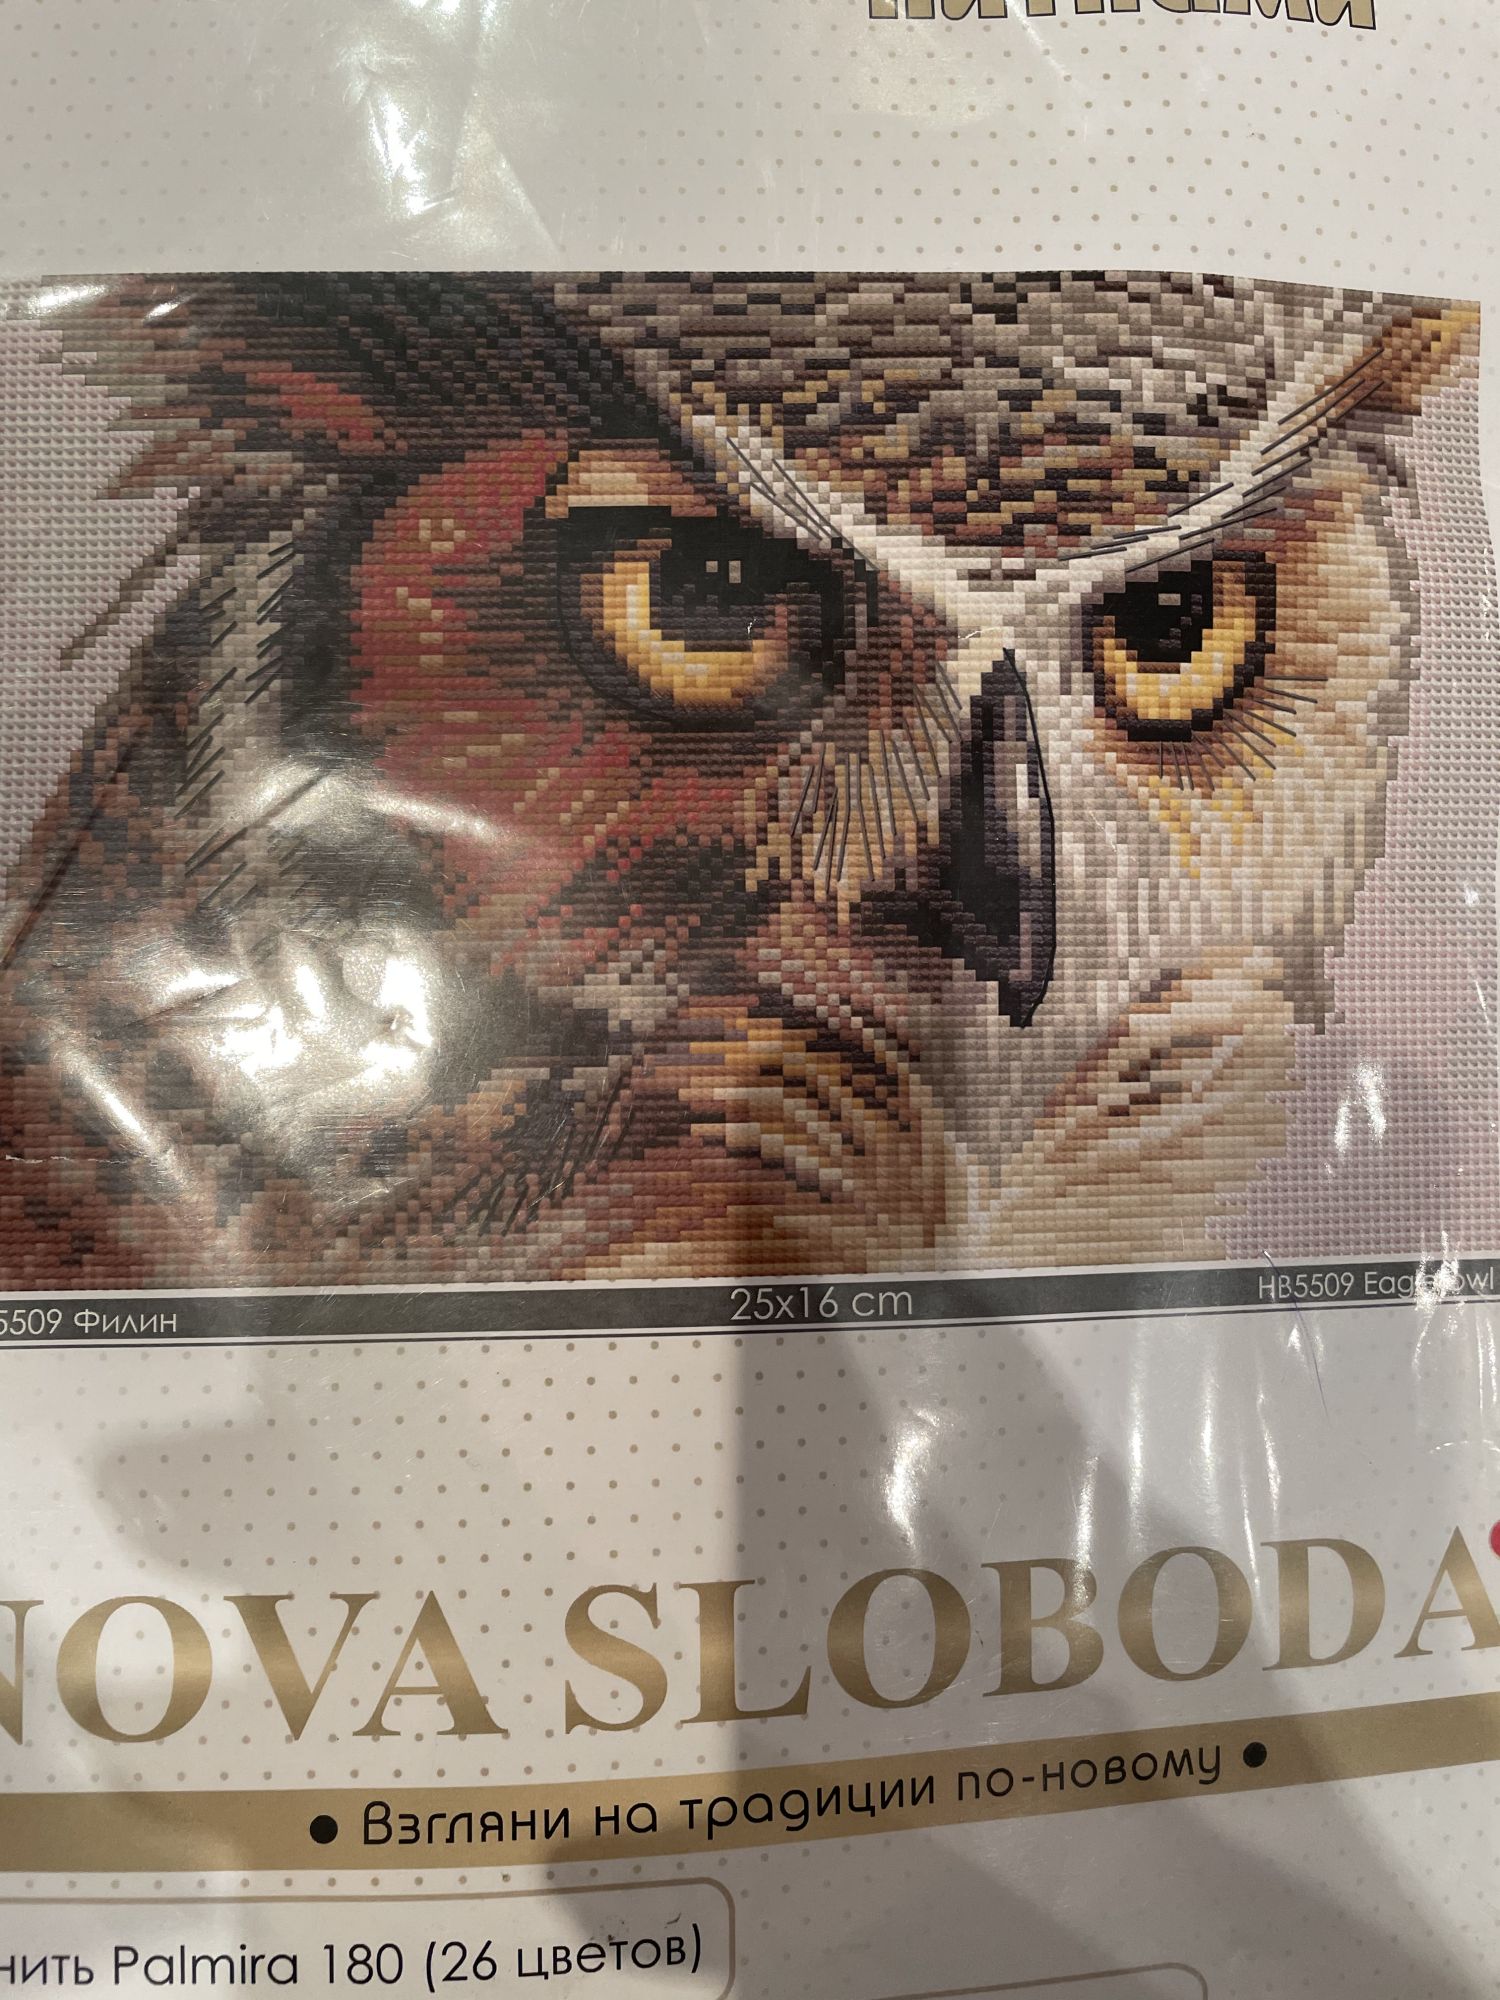 5509 Филин
25x16 cm
HB5509 Eagle owl
NOVA SLOBODA
• Взгляни на традиции по-новому •
нить Palmira 180 (26 цветов)